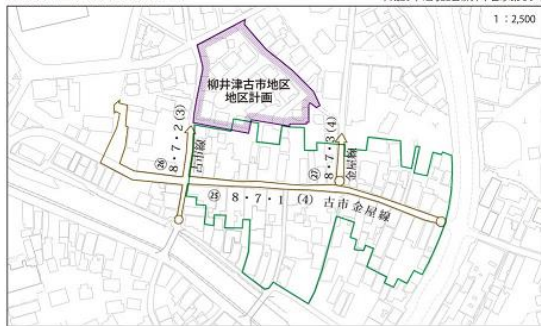 1：2,500
柳井津古市地区
地区計画
8・7・2 (3)
古市線
㉖
8・7・3 (4)
金屋線
㉗
㉕ 8・7・1 (4) 古市金屋線